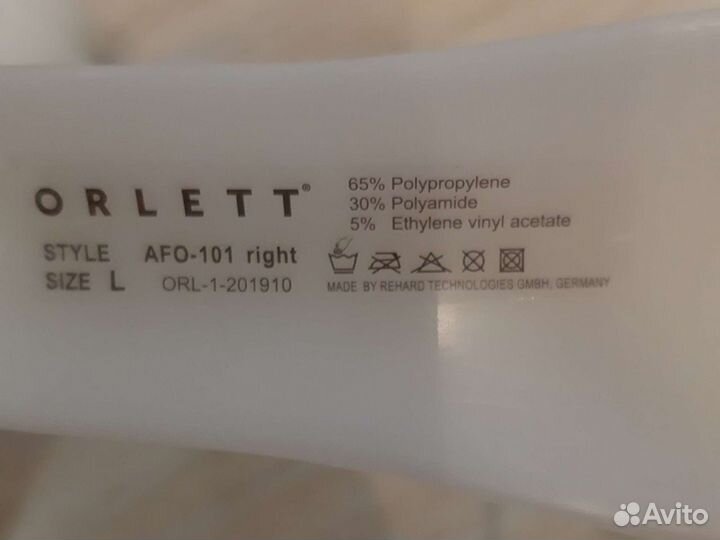 ORLETT®
STYLE AFO-101 right
SIZE L ORL-1-201910
65% Polypropylene
30% Polyamide
5% Ethylene vinyl acetate
MADE BY REHARD TECHNOLOGIES GMBH, GERMANY
Avito